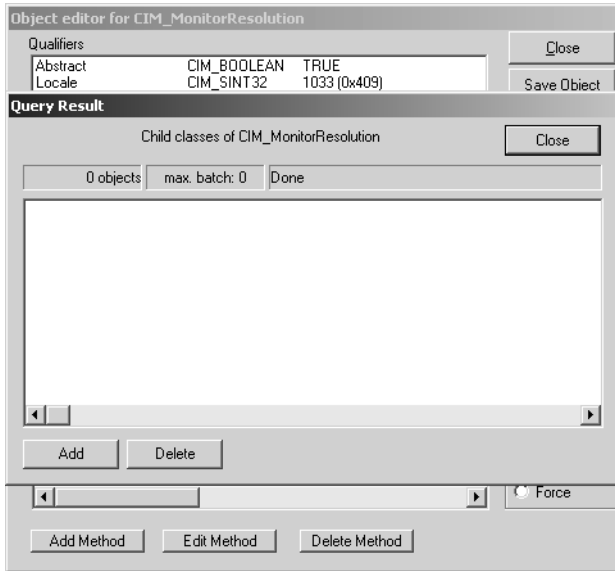 Object editor for CIM_MonitorResolution
Qualifiers
Close
Abstract CIM_BOOLEAN TRUE
Locale CIM_SINT32 1033 (0x409)
Save Object
Query Result
Child classes of CIM_MonitorResolution
Close
0 objects max. batch: 0 Done
Add Delete
Force
Add Method Edit Method Delete Method